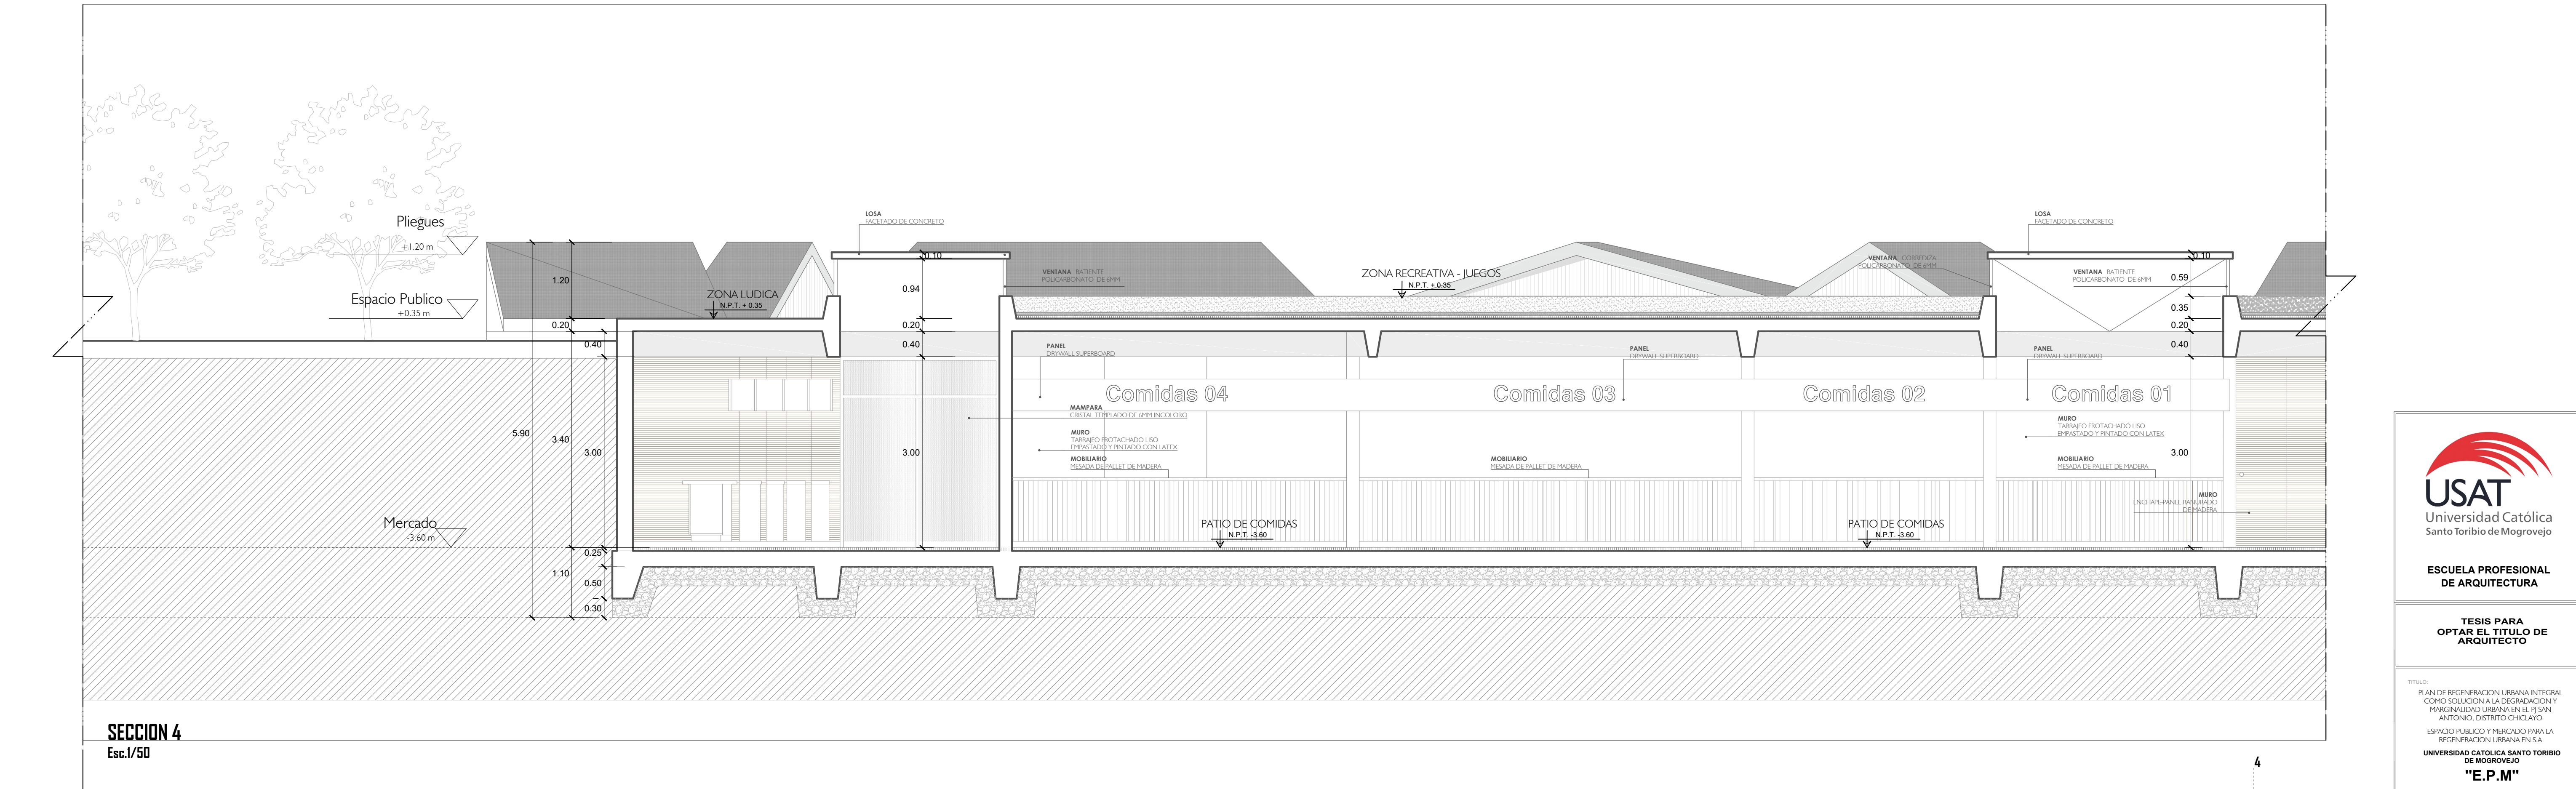 Pliegues
+1.20 m
Espacio Publico
+0.35 m
Mercado
-3.60 m
5.90
1.20
0.20
3.40
1.10
0.40
3.00
0.25
0.50
0.30
ZONA LUDICA
N.P.T. + 0.35
LOSA
FACETADO DE CONCRETO
0.10
0.94
0.20
0.40
3.00
VENTANA BATIENTE
POLICARBONATO DE 6MM
ZONA RECREATIVA - JUEGOS
N.P.T. + 0.35
VENTANA CORREDIZA
POLICARBONATO DE 6MM
LOSA
FACETADO DE CONCRETO
VENTANA BATIENTE
POLICARBONATO DE 6MM
0.10
0.59
0.35
0.20
0.40
3.00
PANEL
DRYWALL SUPERBOARD
PANEL
DRYWALL SUPERBOARD
PANEL
DRYWALL SUPERBOARD
Comidas 04
Comidas 03
Comidas 02
Comidas 01
MAMPARA
CRISTAL TEMPLADO DE 6MM INCOLORO
MURO
TARRAJEO FROTACHADO LISO
EMPASTADO Y PINTADO CON LATEX
MOBILIARIO
MESADA DE PALLET DE MADERA
MOBILIARIO
MESADA DE PALLET DE MADERA
MURO
TARRAJEO FROTACHADO LISO
EMPASTADO Y PINTADO CON LATEX
MOBILIARIO
MESADA DE PALLET DE MADERA
MURO
ENCHAPE-PANEL RANURADO
DE MADERA
PATIO DE COMIDAS
N.P.T. -3.60
PATIO DE COMIDAS
N.P.T. -3.60
SECCION 4
Esc.1/50
4
USAT
Universidad Católica
Santo Toribio de Mogrovejo
ESCUELA PROFESIONAL
DE ARQUITECTURA
TESIS PARA
OPTAR EL TITULO DE
ARQUITECTO
TITULO:
PLAN DE REGENERACION URBANA INTEGRAL
COMO SOLUCION A LA DEGRADACION Y
MARGINALIDAD URBANA EN EL PJ SAN
ANTONIO, DISTRITO CHICLAYO
ESPACIO PUBLICO Y MERCADO PARA LA
REGENERACION URBANA EN S.A
UNIVERSIDAD CATOLICA SANTO TORIBIO
DE MOGROVEJO
"E.P.M"